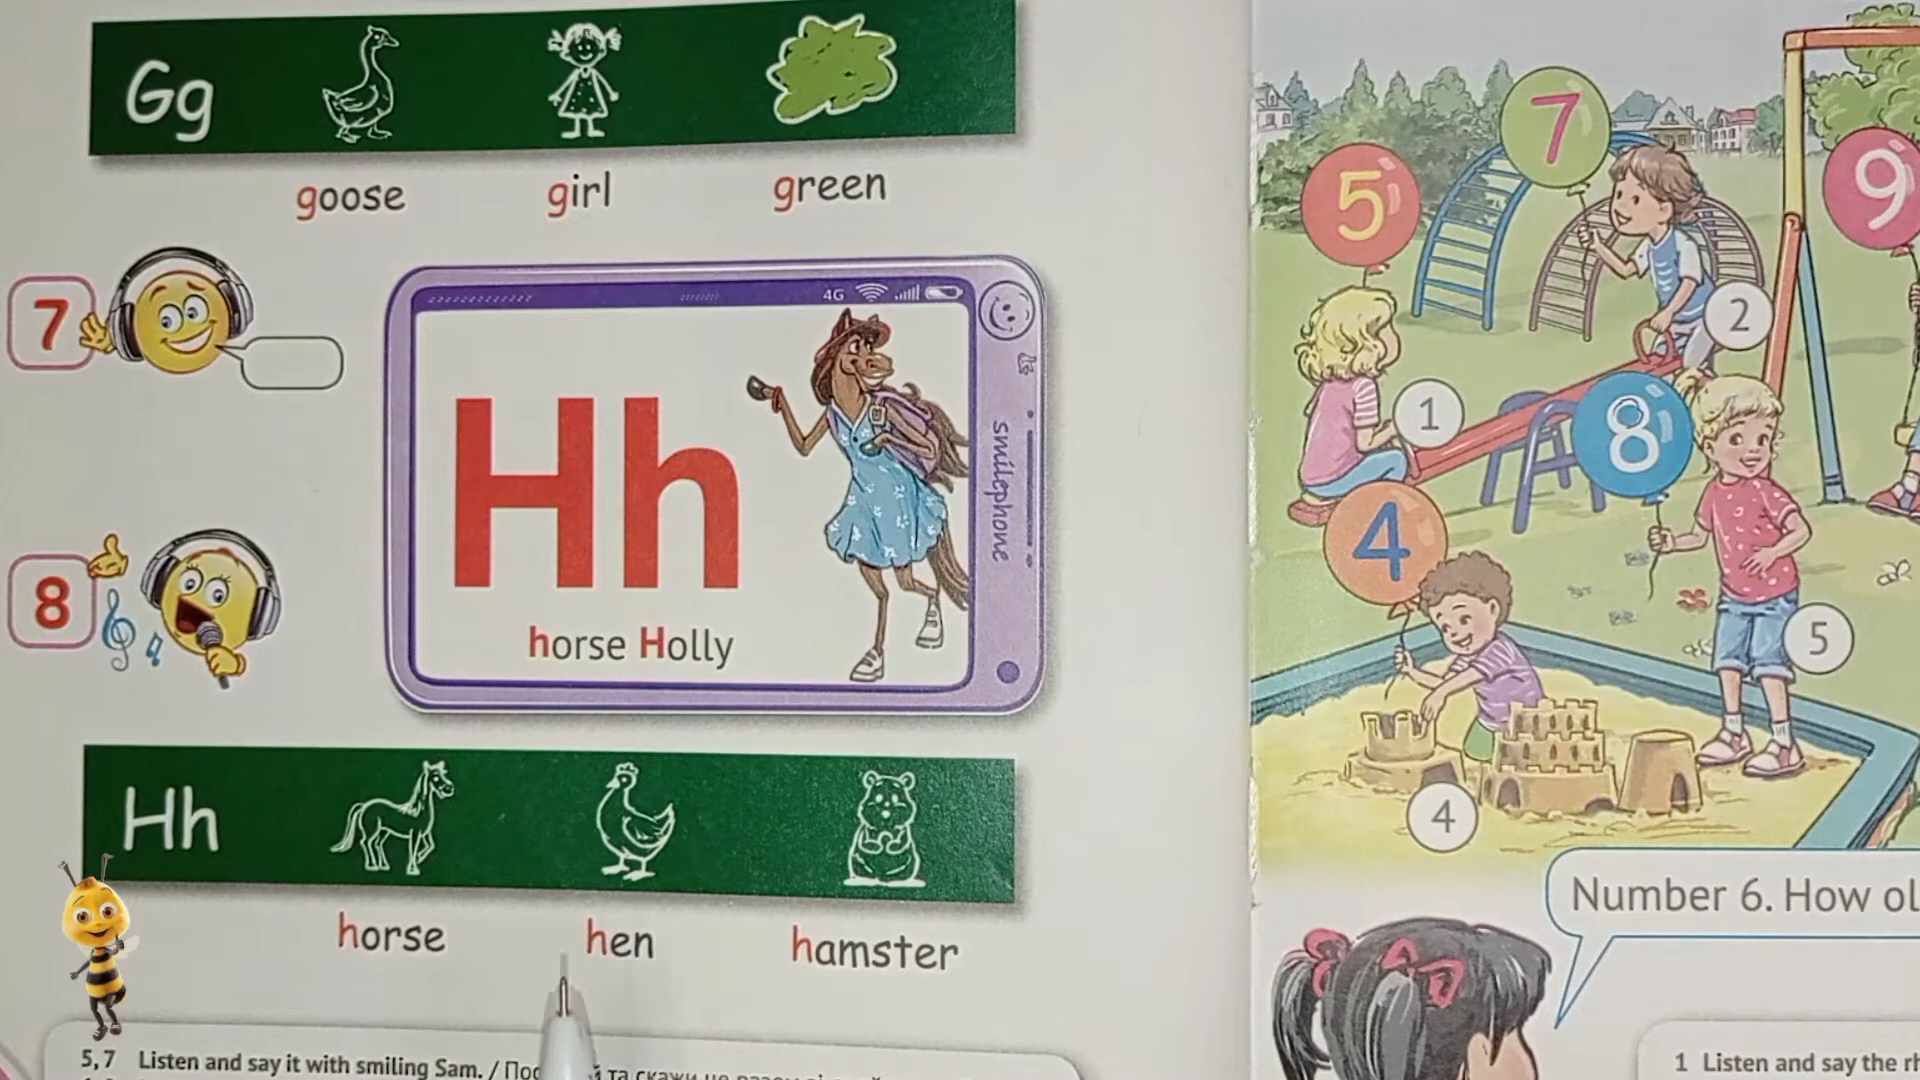 Gg
goose girl green
7
4G
smilephone
Hh
horse Holly
8
Hh
horse hen hamster
5, 7 Listen and say it with smiling Sam. /
7
5
9
2
1
8
4
5
4
Number 6. How
1 Listen and say the